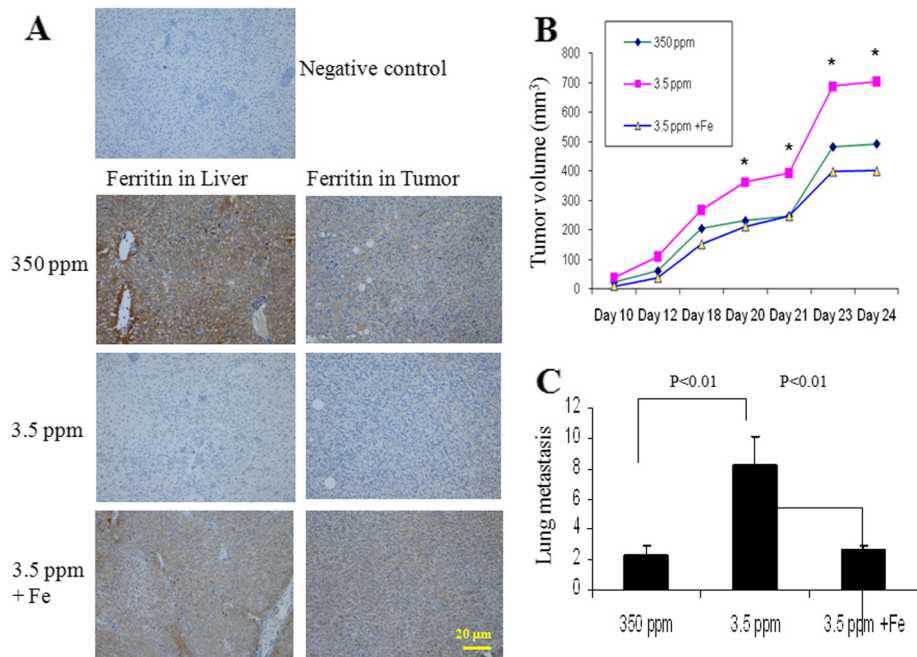 A
Negative control
Ferritin in Liver
Ferritin in Tumor
350 ppm
3.5 ppm
3.5 ppm
+ Fe
20 μm
B
350 ppm
3.5 ppm
3.5 ppm +Fe
Tumor volume (mm³)
800
700
600
500
400
300
200
100
0
* * * *
Day 10 Day 12 Day 18 Day 20 Day 21 Day 23 Day 24
C
P<0.01 P<0.01
Lung metastasis
12
10
8
6
4
2
0
350 ppm 3.5 ppm 3.5 ppm +Fe